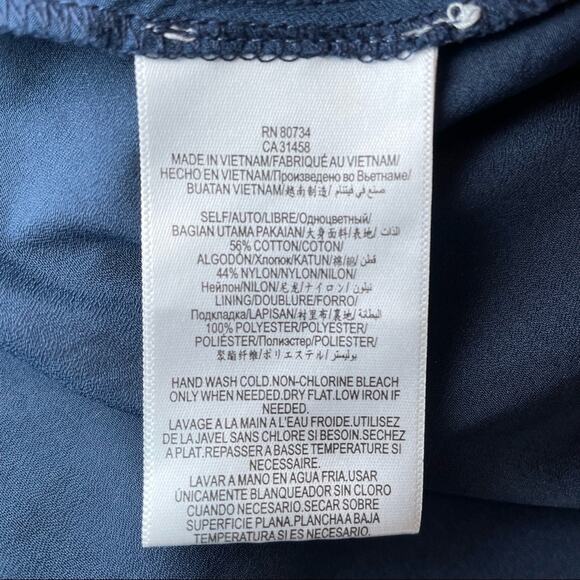 RN 80734
CA 31458
MADE IN VIETNAM/FABRIQUÉ AU VIETNAM/
HECHO EN VIETNAM/Произведено во Вьетнаме/
BUATAN VIETNAM/越南制造/ صنع في فيتنام
SELF/AUTO/LIBRE/Одноцветный/
BAGIAN UTAMA PAKAIAN/大身面料/表地/ الذات
56% COTTON/COTON/
ALGODÓN/Хлопок/KATUN/棉/綿/ قطن
44% NYLON/NYLON/NILON/
Нейлон/NILON/尼龙/ナイロン/ نيلون
LINING/DOUBLURE/FORRO/
Подкладка/LAPISAN/衬里布/裏地/ البطانة
100% POLYESTER/POLYESTER/
POLIÉSTER/Полиэстер/POLIESTER/
聚酯纤维/ポリエステル/ بوليستر
HAND WASH COLD.NON-CHLORINE BLEACH
ONLY WHEN NEEDED.DRY FLAT.LOW IRON IF
NEEDED.
LAVAGE A LA MAIN A L'EAU FROIDE.UTILISEZ
DE LA JAVEL SANS CHLORE SI BESOIN.SECHEZ
A PLAT.REPASSER A BASSE TEMPERATURE SI
NÉCESSAIRE.
LAVAR A MANO EN AGUA FRIA.USAR
ÚNICAMENTE BLANQUEADOR SIN CLORO
CUANDO NECESARIO.SECAR SOBRE
SUPERFICIE PLANA.PLANCHA A BAJA
TEMPERATURA SI ES NECESARIO.